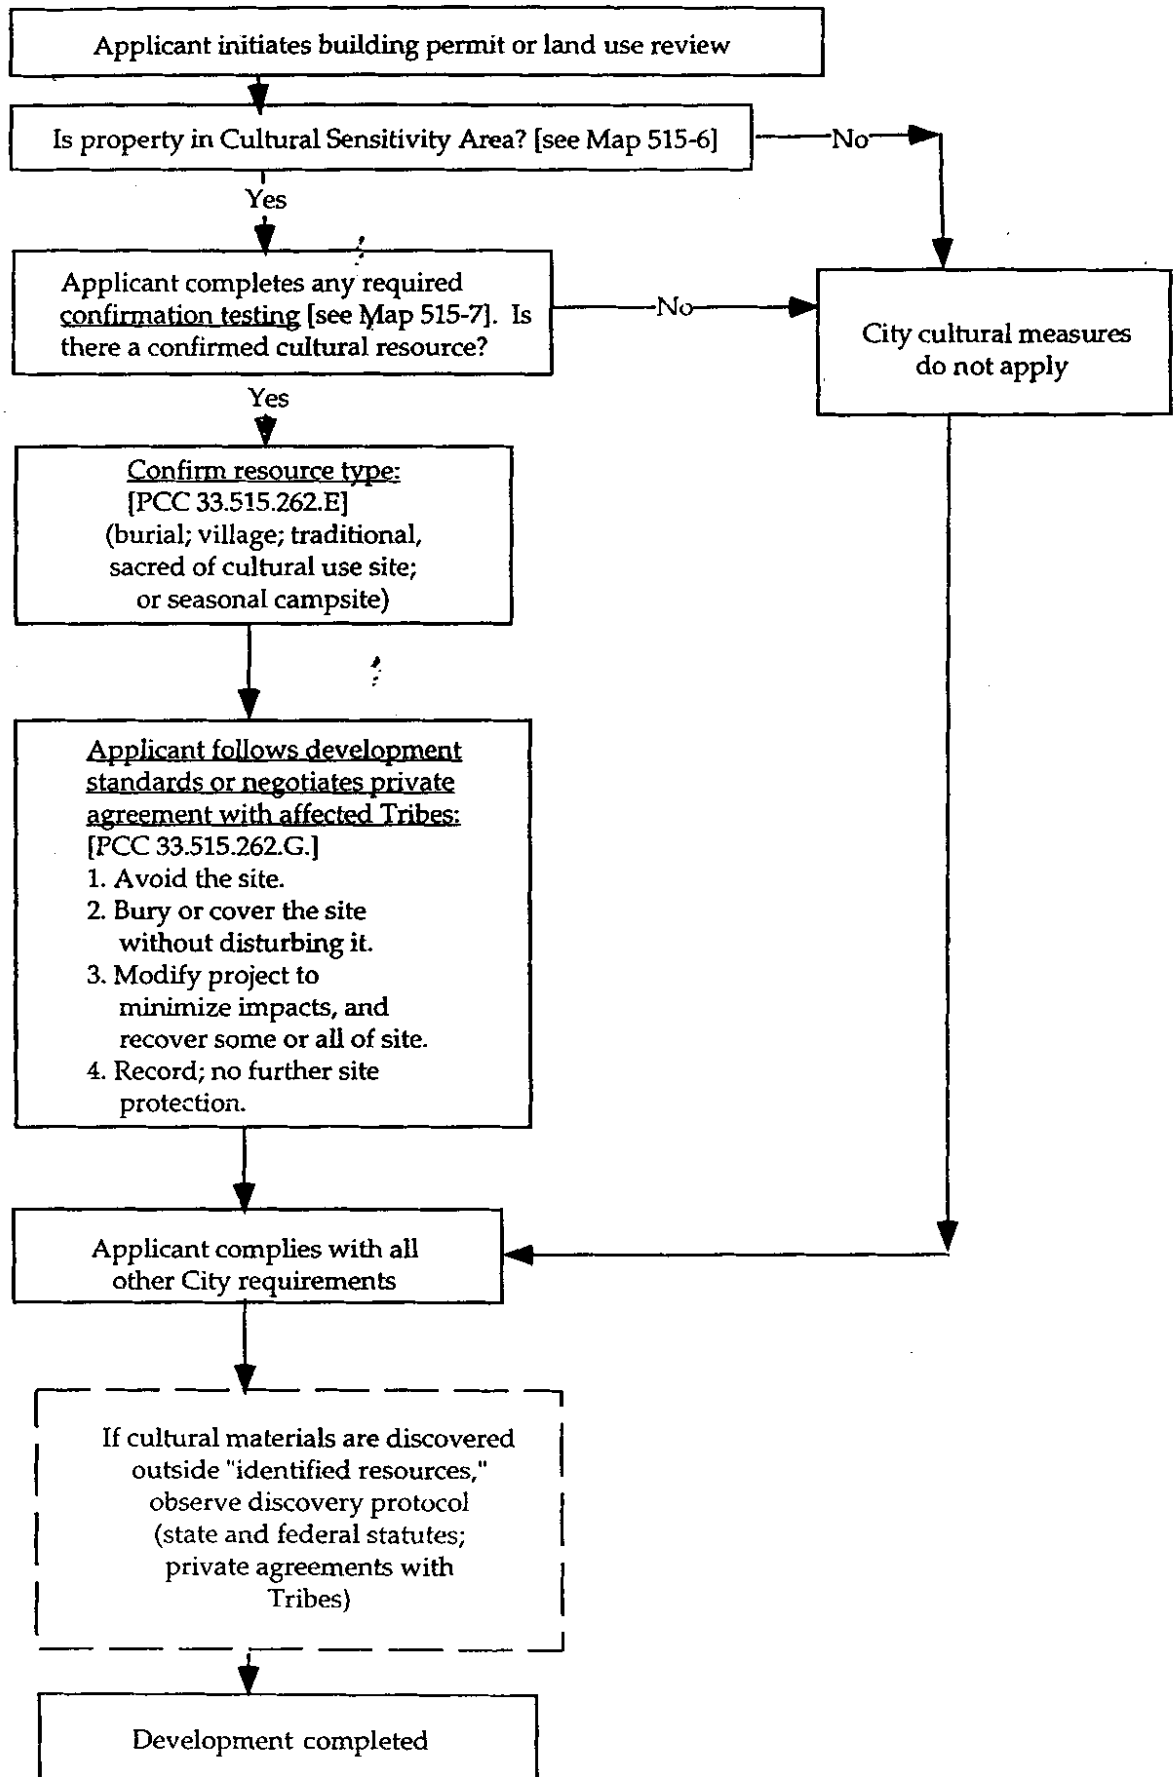 Applicant initiates building permit or land use review
Is property in Cultural Sensitivity Area? [see Map 515-6]
No
Yes
Applicant completes any required
confirmation testing [see Map 515-7]. Is
there a confirmed cultural resource?
No
City cultural measures
do not apply
Yes
Confirm resource type:
[PCC 33.515.262.E]
(burial; village; traditional,
sacred of cultural use site;
or seasonal campsite)
Applicant follows development
standards or negotiates private
agreement with affected Tribes:
[PCC 33.515.262.G.]
1. Avoid the site.
2. Bury or cover the site
without disturbing it.
3. Modify project to
minimize impacts, and
recover some or all of site.
4. Record; no further site
protection.
Applicant complies with all
other City requirements
If cultural materials are discovered
outside "identified resources,"
observe discovery protocol
(state and federal statutes;
private agreements with
Tribes)
Development completed